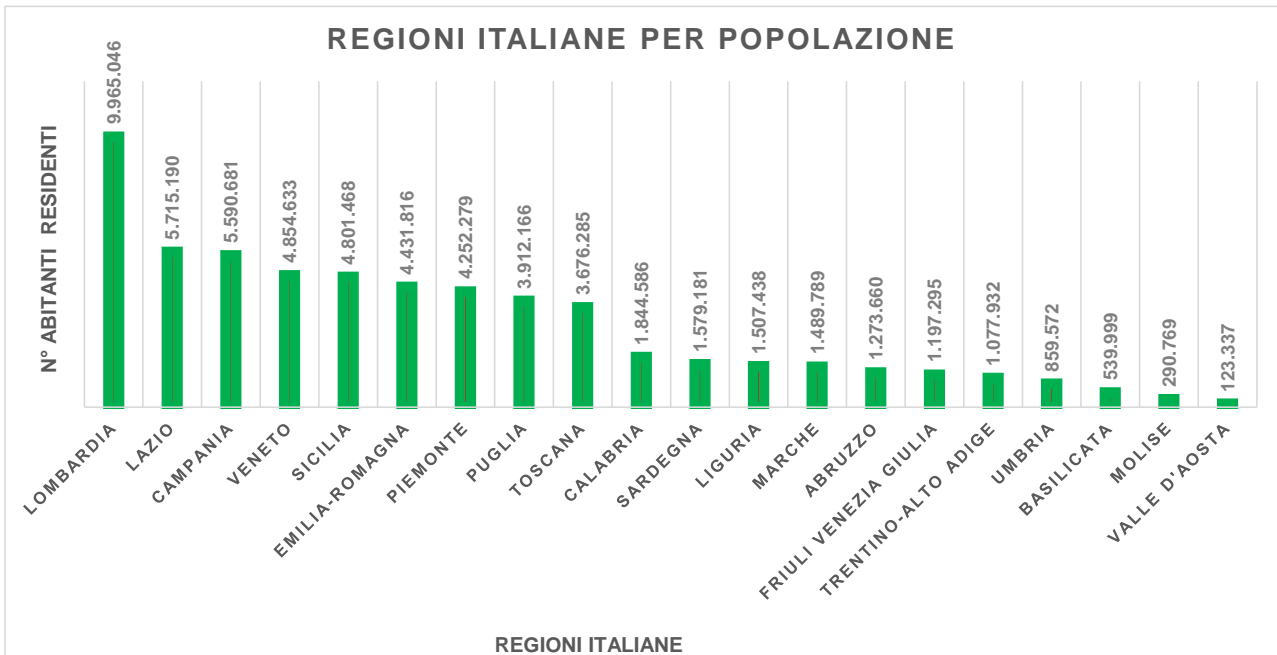 REGIONI ITALIANE PER POPOLAZIONE
N° ABITANTI RESIDENTI
9.965.046
5.715.190
5.590.681
4.854.633
4.801.468
4.431.816
4.252.279
3.912.166
3.676.285
1.844.586
1.579.181
1.507.438
1.489.789
1.273.660
1.197.295
1.077.932
859.572
539.999
290.769
123.337
LOMBARDIA
LAZIO
CAMPANIA
VENETO
SICILIA
EMILIA-ROMAGNA
PIEMONTE
PUGLIA
TOSCANA
CALABRIA
SARDEGNA
LIGURIA
MARCHE
ABRUZZO
FRIULI VENEZIA GIULIA
TRENTINO-ALTO ADIGE
UMBRIA
BASILICATA
MOLISE
VALLE D'AOSTA
REGIONI ITALIANE